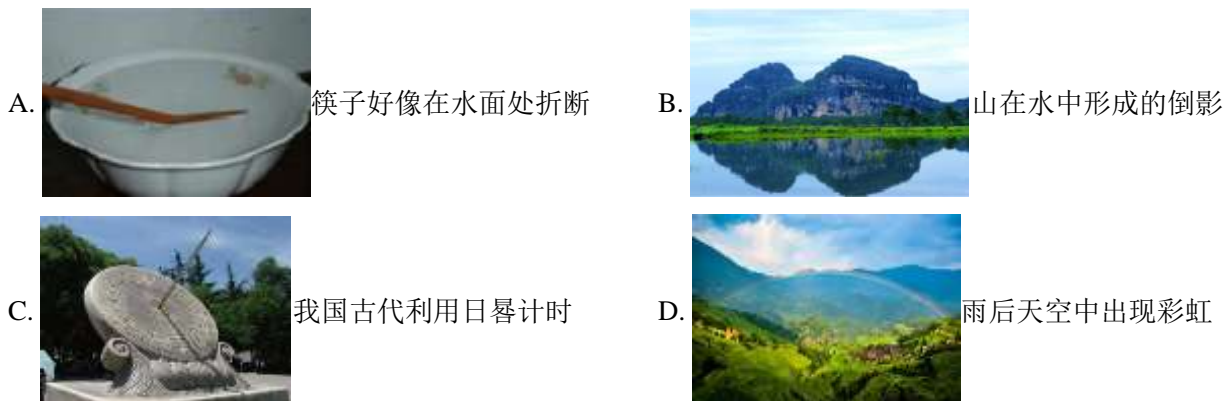 A. 筷子好像在水面处折断
B. 山在水中形成的倒影
C. 我国古代利用日晷计时
D. 雨后天空中出现彩虹